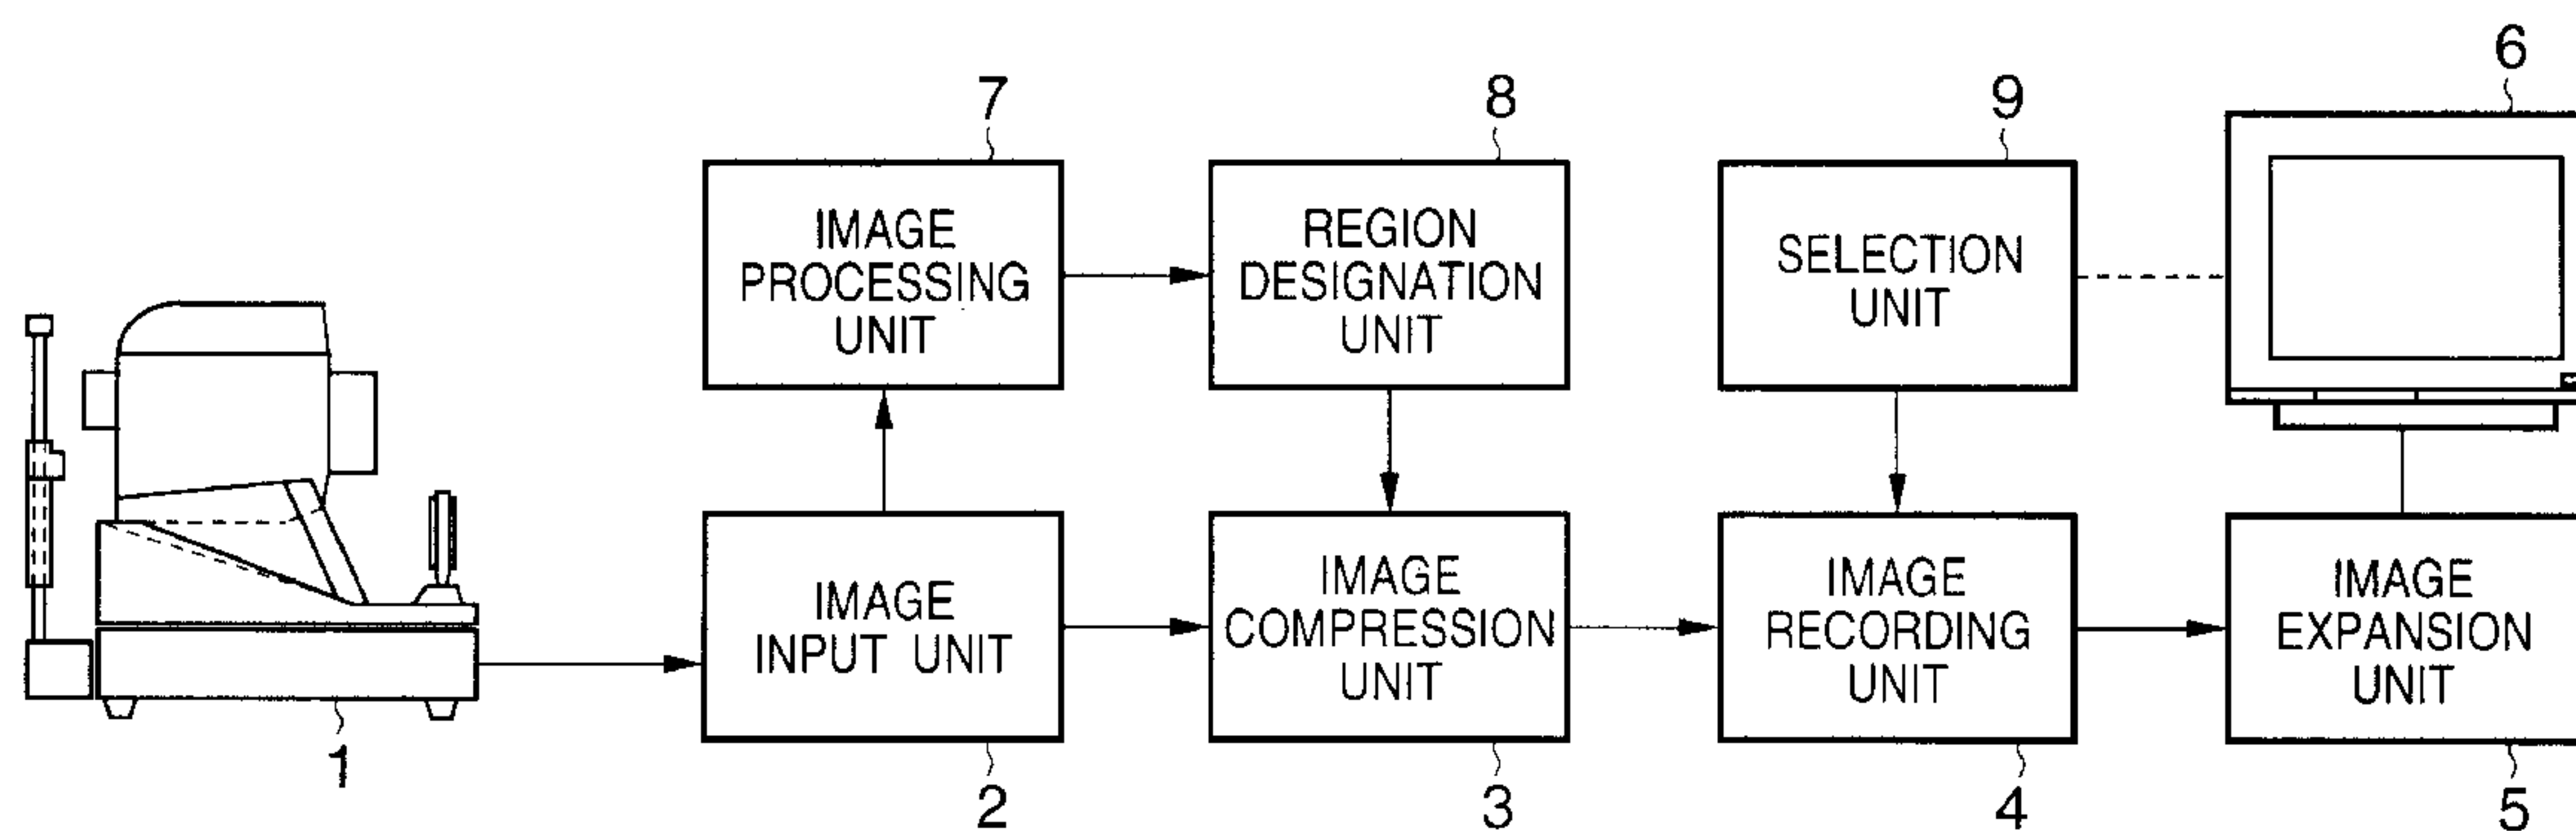 6
7
8
9
IMAGE
PROCESSING
UNIT
REGION
DESIGNATION
UNIT
SELECTION
UNIT
IMAGE
INPUT UNIT
IMAGE
COMPRESSION
UNIT
IMAGE
RECORDING
UNIT
IMAGE
EXPANSION
UNIT
1
2
3
4
5